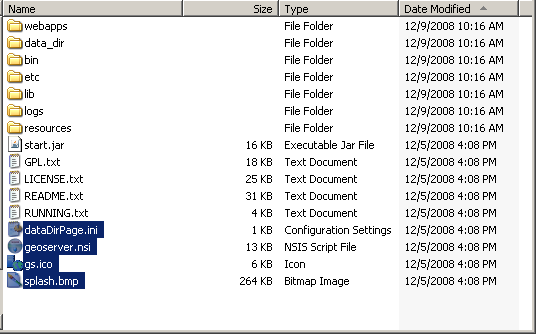 Name Size Type Date Modified
webapps File Folder 12/9/2008 10:16 AM
data_dir File Folder 12/9/2008 10:16 AM
bin File Folder 12/9/2008 10:16 AM
etc File Folder 12/9/2008 10:16 AM
lib File Folder 12/9/2008 10:16 AM
logs File Folder 12/9/2008 10:16 AM
resources File Folder 12/9/2008 10:16 AM
start.jar 16 KB Executable Jar File 12/5/2008 4:08 PM
GPL.txt 18 KB Text Document 12/5/2008 4:08 PM
LICENSE.txt 25 KB Text Document 12/5/2008 4:08 PM
README.txt 31 KB Text Document 12/5/2008 4:08 PM
RUNNING.txt 4 KB Text Document 12/5/2008 4:08 PM
dataDirPage.ini 1 KB Configuration Settings 12/5/2008 4:08 PM
geoserver.nsi 13 KB NSIS Script File 12/5/2008 4:08 PM
gs.ico 6 KB Icon 12/5/2008 4:08 PM
splash.bmp 264 KB Bitmap Image 12/5/2008 4:08 PM